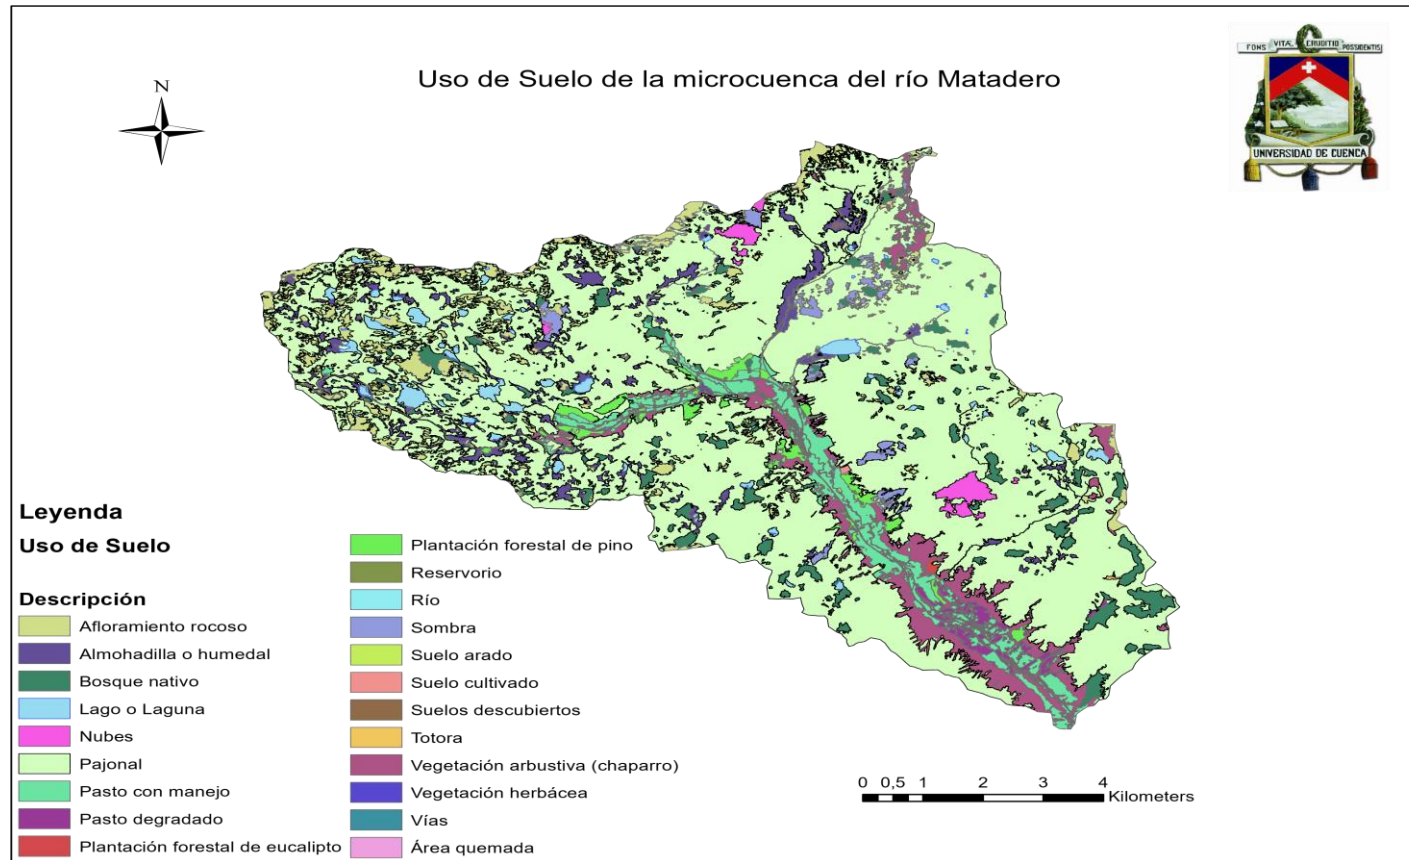 Uso de Suelo de la microcuenca del río Matadero
N
FONS VITÆ ERUDITIO POSSIDENTIS
UNIVERSIDAD DE CUENCA
Leyenda
Uso de Suelo
Descripción
Afloramiento rocoso
Almohadilla o humedal
Bosque nativo
Lago o Laguna
Nubes
Pajonal
Pasto con manejo
Pasto degradado
Plantación forestal de eucalipto
Plantación forestal de pino
Reservorio
Río
Sombra
Suelo arado
Suelo cultivado
Suelos descubiertos
Totora
Vegetación arbustiva (chaparro)
Vegetación herbácea
Vías
Área quemada
0 0,5 1 2 3 4
Kilometers